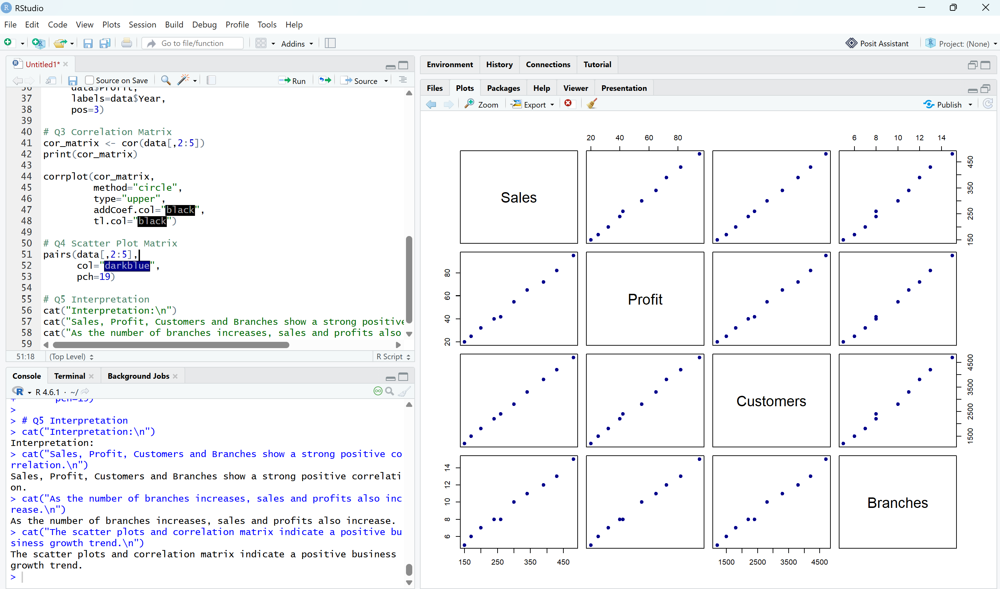 RStudio
File Edit Code View Plots Session Build Debug Profile Tools Help
Go to file/function Addins Posit Assistant Project: (None)
Untitled1*
Source on Save Run Source
36 data$Profit,
37 labels=data$Year,
38 pos=3)
39
40 # Q3 Correlation Matrix
41 cor_matrix <- cor(data[,2:5])
42 print(cor_matrix)
43
44 corrplot(cor_matrix,
45 method="circle",
46 type="upper",
47 addCoef.col="black",
48 tl.col="black")
49
50 # Q4 Scatter Plot Matrix
51 pairs(data[,2:5],
52 col="darkblue",
53 pch=19)
54
55 # Q5 Interpretation
56 cat("Interpretation:\n")
57 cat("Sales, Profit, Customers and Branches show a strong positive
58 cat("As the number of branches increases, sales and profits also
59
51:18 (Top Level) R Script
Console Terminal Background Jobs
R 4.6.1 · ~/
+ pch=19)
>
> # Q5 Interpretation
> cat("Interpretation:\n")
Interpretation:
> cat("Sales, Profit, Customers and Branches show a strong positive co
rrelation.\n")
Sales, Profit, Customers and Branches show a strong positive correlati
on.
> cat("As the number of branches increases, sales and profits also inc
rease.\n")
As the number of branches increases, sales and profits also increase.
> cat("The scatter plots and correlation matrix indicate a positive bu
siness growth trend.\n")
The scatter plots and correlation matrix indicate a positive business
growth trend.
>
Environment History Connections Tutorial
Files Plots Packages Help Viewer Presentation
Zoom Export Publish
20 40 60 80 6 8 10 12 14
Sales
150 250 350 450
20 40 60 80
Profit
Customers
1500 2500 3500 4500
6 8 10 12 14
Branches
150 250 350 450 1500 2500 3500 4500